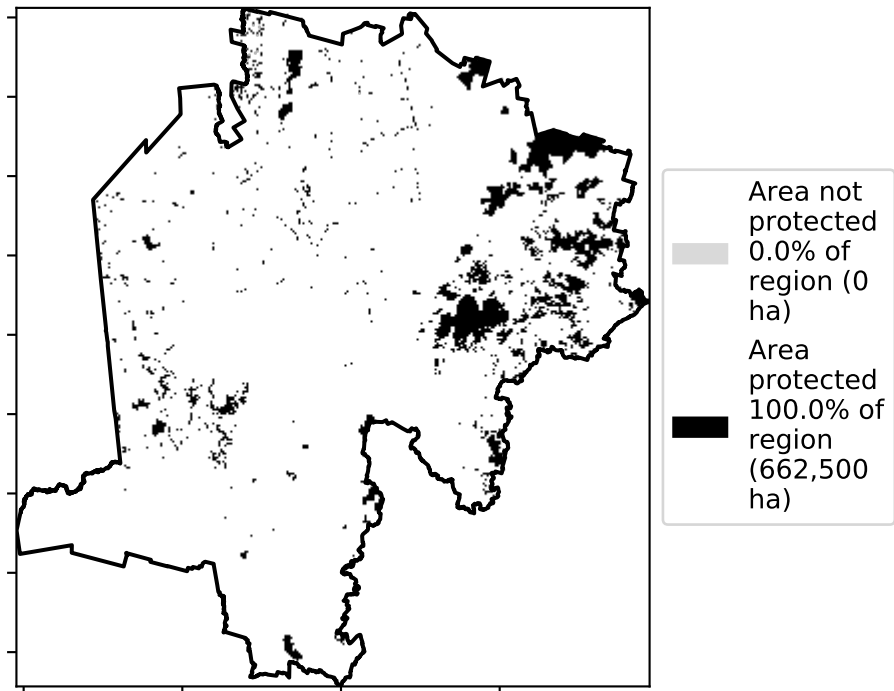 Area not
protected
0.0% of
region (0
ha)
Area
protected
100.0% of
region
(662,500
ha)